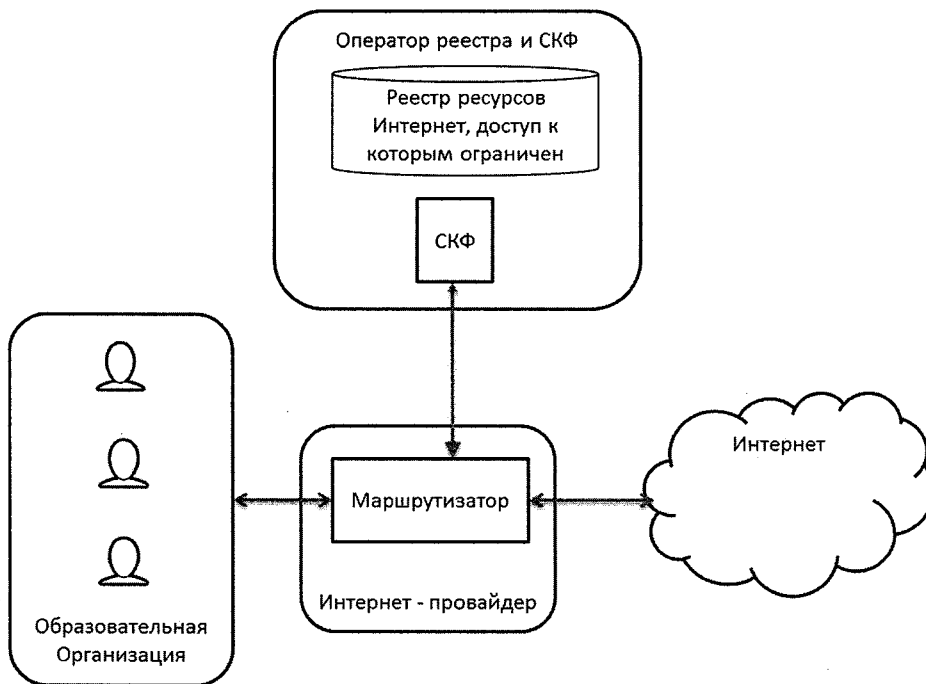 Оператор реестра и СКФ
Реестр ресурсов
Интернет, доступ к
которым ограничен
СКФ
Интернет
Маршрутизатор
Интернет - провайдер
Образовательная
Организация